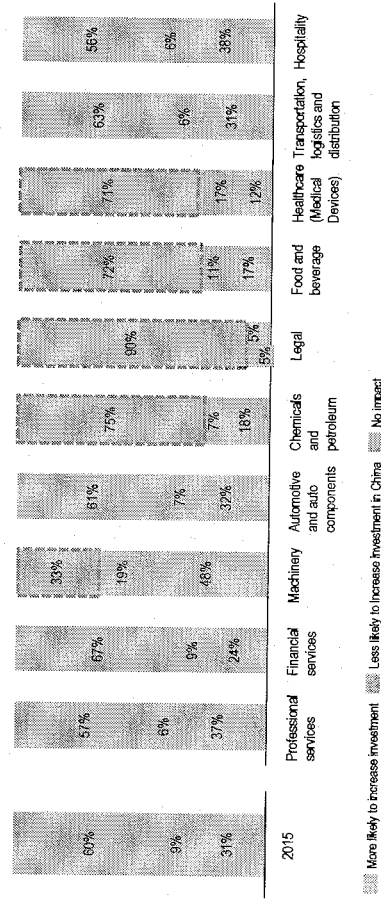 60%
9%
31%
2015
57%
6%
37%
Professional
services
67%
9%
24%
Financial
services
33%
19%
48%
Machinery
61%
7%
32%
Automotive
and auto
components
75%
7%
18%
Chemicals
and
petroleum
90%
5%
5%
Legal
72%
11%
17%
Food and
beverage
71%
17%
12%
Healthcare
(Medical
Devices)
63%
6%
31%
Transportation,
logistics and
distribution
56%
6%
38%
Hospitality
More likely to increase investment
Less likely to increase investment in China
No impact